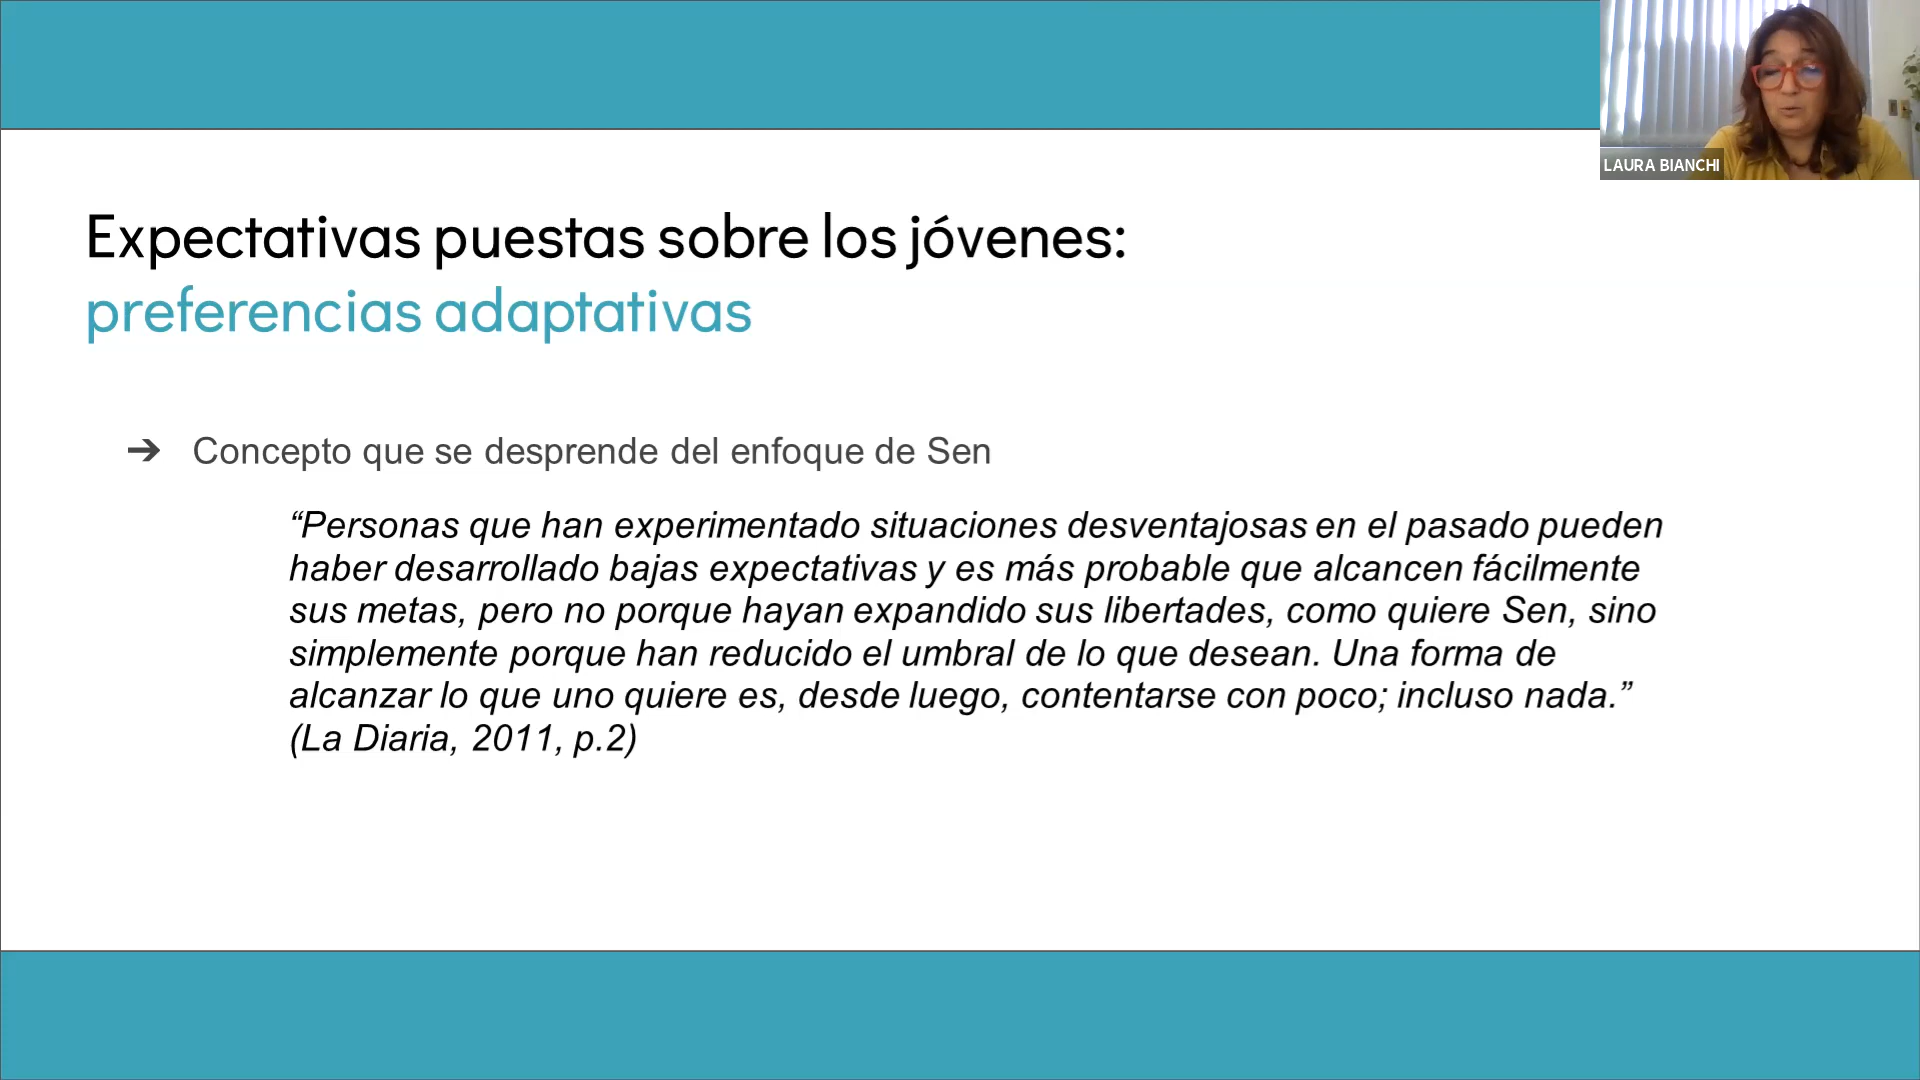 LAURA BIANCHI
Expectativas puestas sobre los jóvenes:
preferencias adaptativas
➔ Concepto que se desprende del enfoque de Sen
“Personas que han experimentado situaciones desventajosas en el pasado pueden
haber desarrollado bajas expectativas y es más probable que alcancen fácilmente
sus metas, pero no porque hayan expandido sus libertades, como quiere Sen, sino
simplemente porque han reducido el umbral de lo que desean. Una forma de
alcanzar lo que uno quiere es, desde luego, contentarse con poco; incluso nada.”
(La Diaria, 2011, p.2)